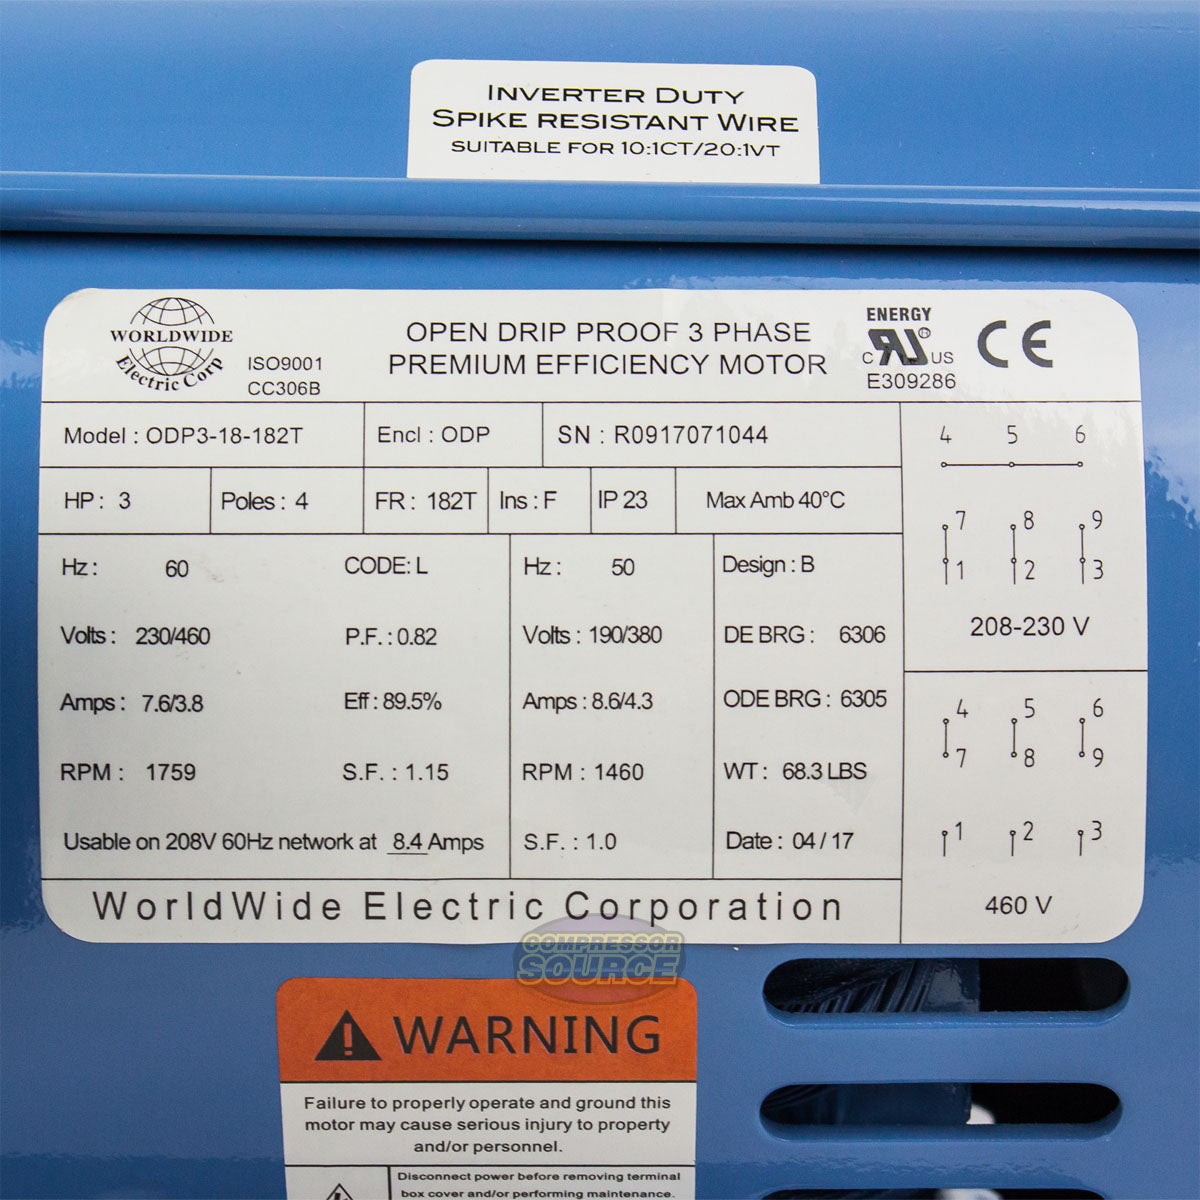 INVERTER DUTY
SPIKE RESISTANT WIRE
SUITABLE FOR 10:1CT/20:1VT
WORLDWIDE
Electric Corp
ISO9001
CC306B
OPEN DRIP PROOF 3 PHASE
PREMIUM EFFICIENCY MOTOR
ENERGY
C US
E309286
CE
Model : ODP3-18-182T
Encl : ODP
SN : R0917071044
HP : 3
Poles : 4
FR : 182T
Ins : F
IP 23
Max Amb 40°C
Hz : 60
CODE: L
Hz : 50
Design : B
Volts : 230/460
P.F. : 0.82
Volts : 190/380
DE BRG : 6306
Amps : 7.6/3.8
Eff : 89.5%
Amps : 8.6/4.3
ODE BRG : 6305
RPM : 1759
S.F. : 1.15
RPM : 1460
WT : 68.3 LBS
Usable on 208V 60Hz network at 8.4 Amps
S.F. : 1.0
Date : 04 / 17
4 5 6
7 8 9
1 2 3
208-230 V
4 5 6
7 8 9
1 2 3
460 V
WorldWide Electric Corporation
COMPRESSOR
SOURCE
WARNING
Failure to properly operate and ground this
motor may cause serious injury to property
and/or personnel.
Disconnect power before removing terminal
box cover and/or performing maintenance.